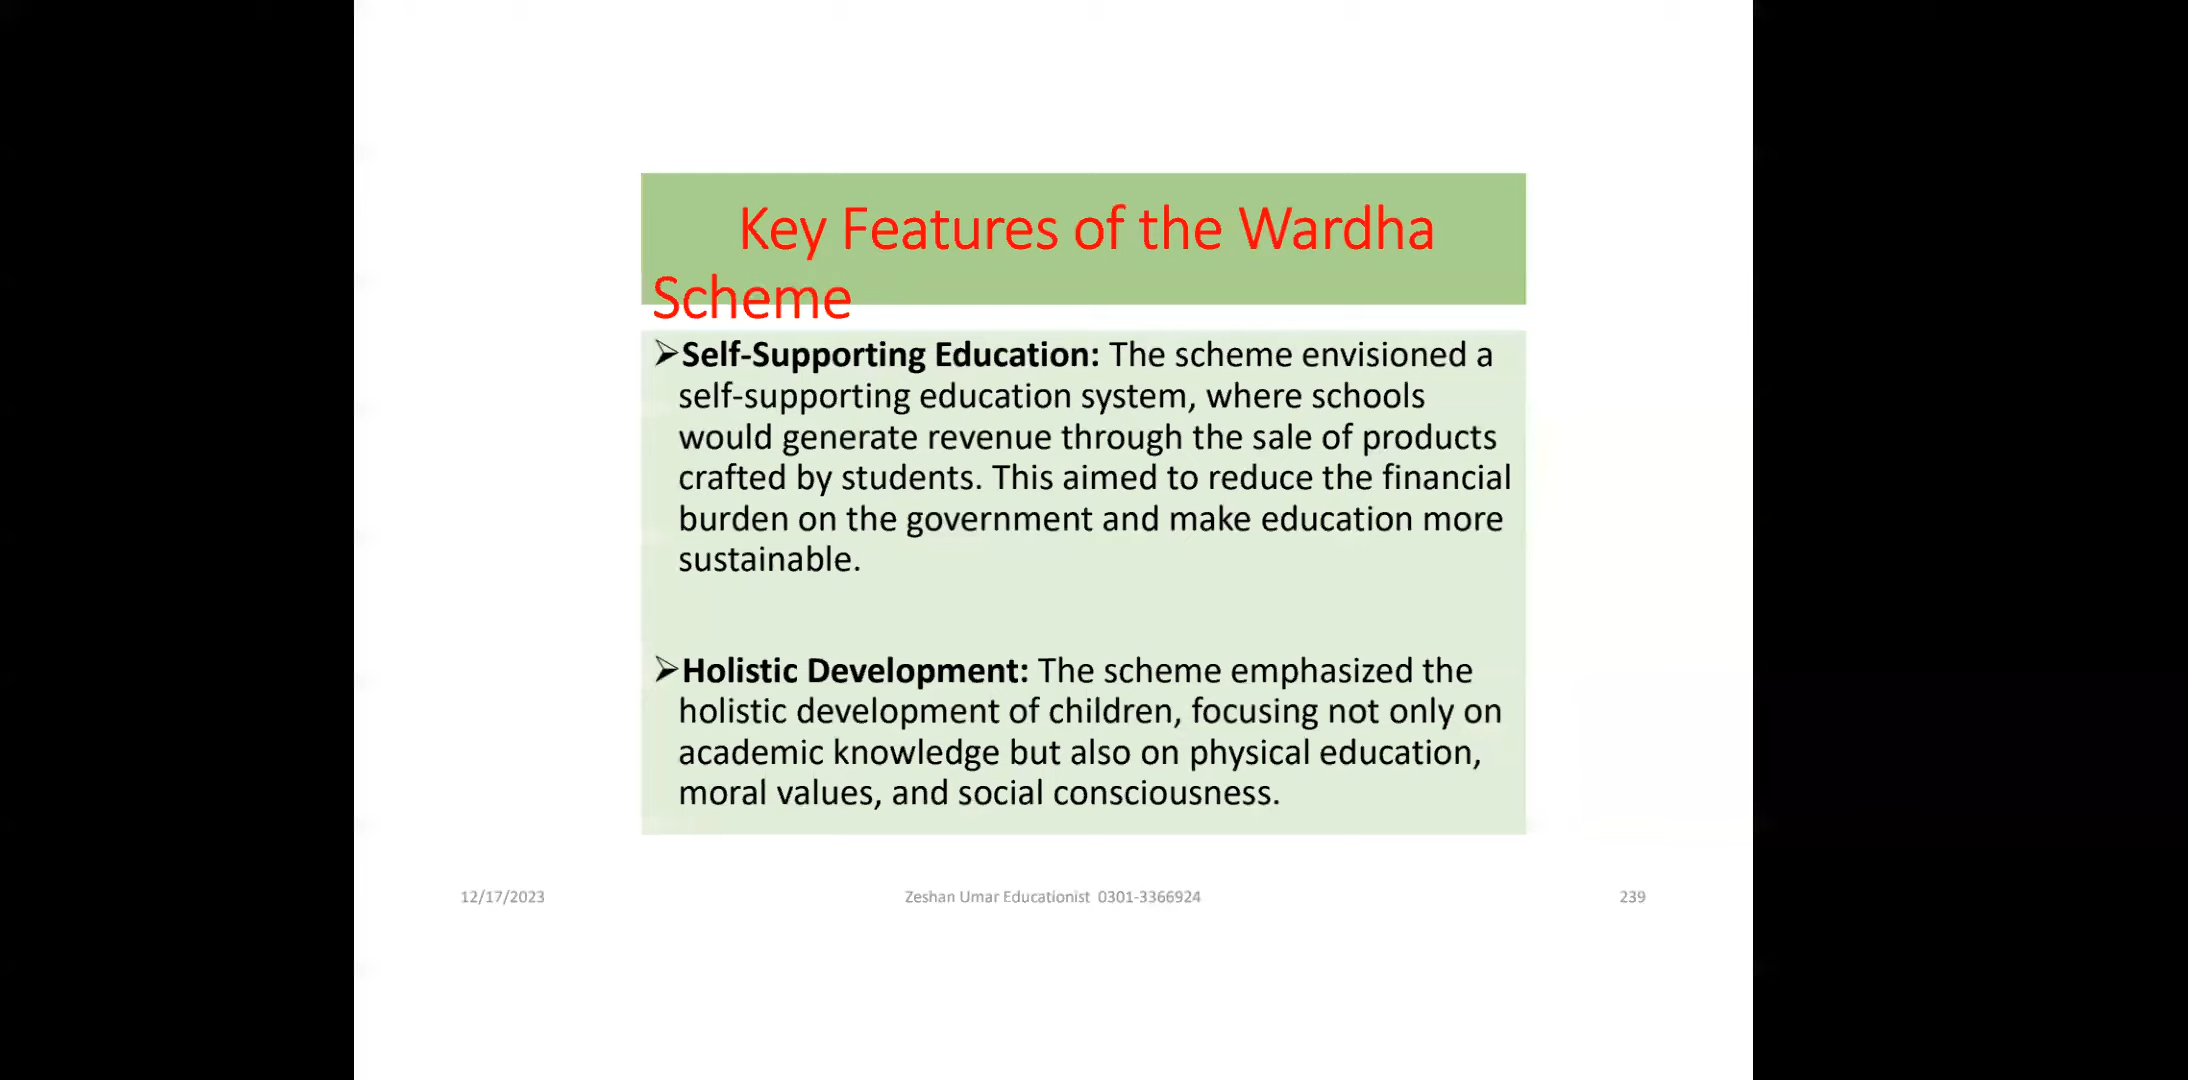 Key Features of the Wardha
Scheme
➢Self-Supporting Education: The scheme envisioned a
self-supporting education system, where schools
would generate revenue through the sale of products
crafted by students. This aimed to reduce the financial
burden on the government and make education more
sustainable.
➢Holistic Development: The scheme emphasized the
holistic development of children, focusing not only on
academic knowledge but also on physical education,
moral values, and social consciousness.
12/17/2023
Zeshan Umar Educationist 0301-3366924
239